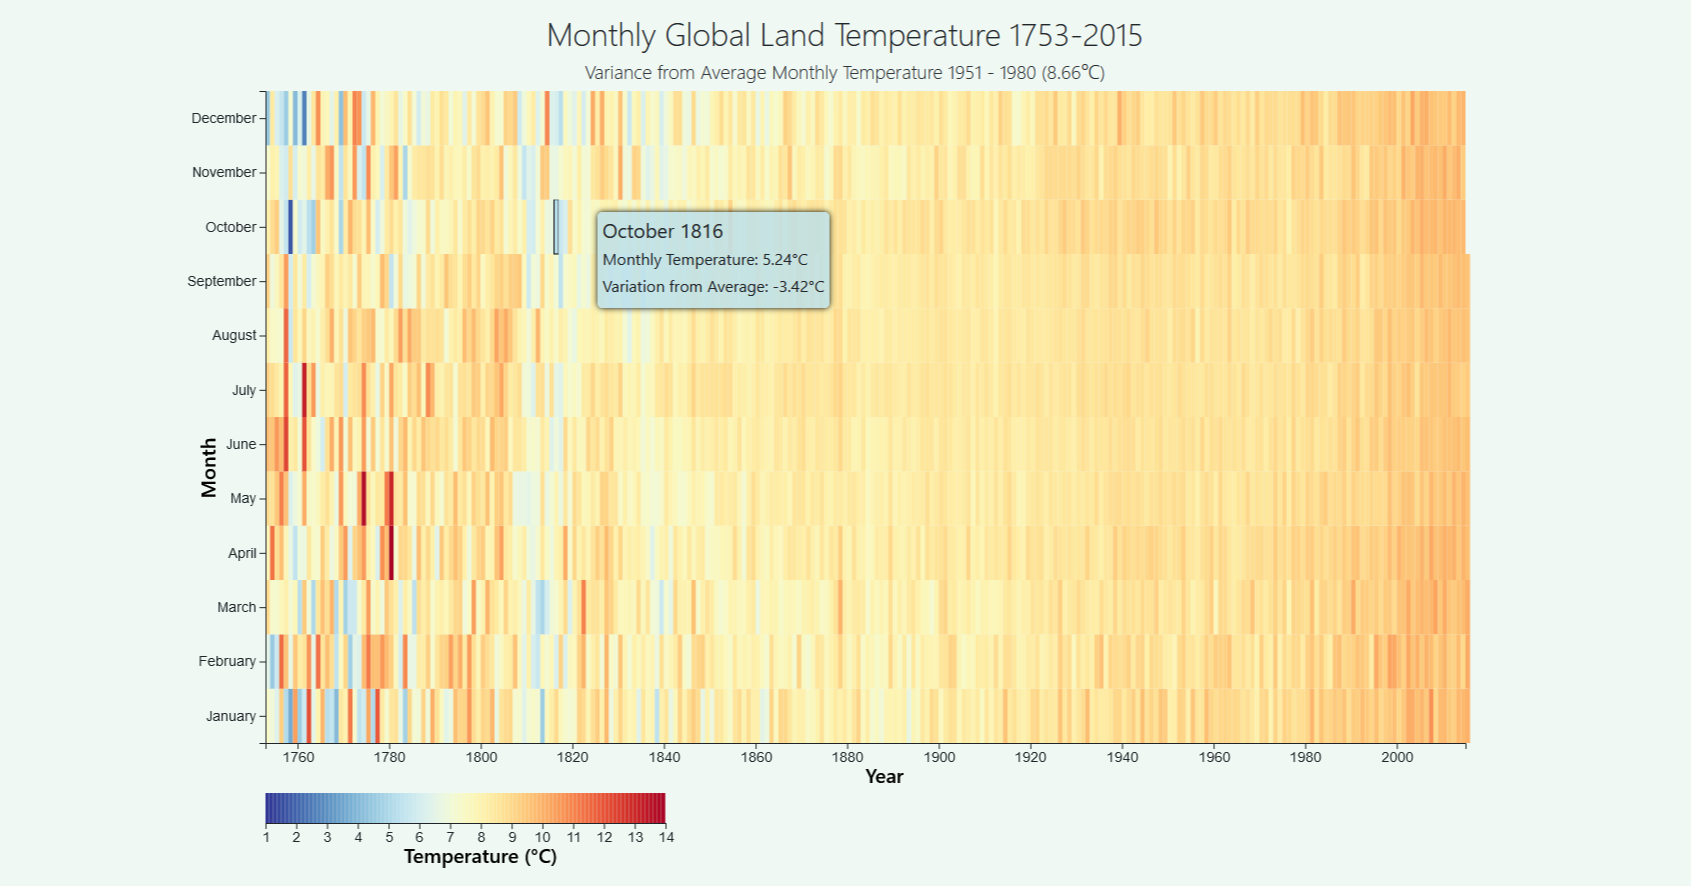 Monthly Global Land Temperature 1753-2015
Variance from Average Monthly Temperature 1951 - 1980 (8.66℃)
December
November
October
September
August
July
June
May
April
March
February
January
Month
October 1816
Monthly Temperature: 5.24°C
Variation from Average: -3.42°C
1760 1780 1800 1820 1840 1860 1880 1900 1920 1940 1960 1980 2000
Year
1 2 3 4 5 6 7 8 9 10 11 12 13 14
Temperature (°C)